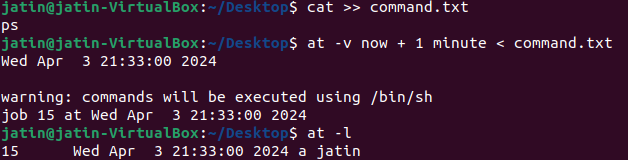 jatin@jatin-VirtualBox:~/Desktop$ cat >> command.txt
ps
jatin@jatin-VirtualBox:~/Desktop$ at -v now + 1 minute < command.txt
Wed Apr  3 21:33:00 2024

warning: commands will be executed using /bin/sh
job 15 at Wed Apr  3 21:33:00 2024
jatin@jatin-VirtualBox:~/Desktop$ at -l
15      Wed Apr  3 21:33:00 2024 a jatin